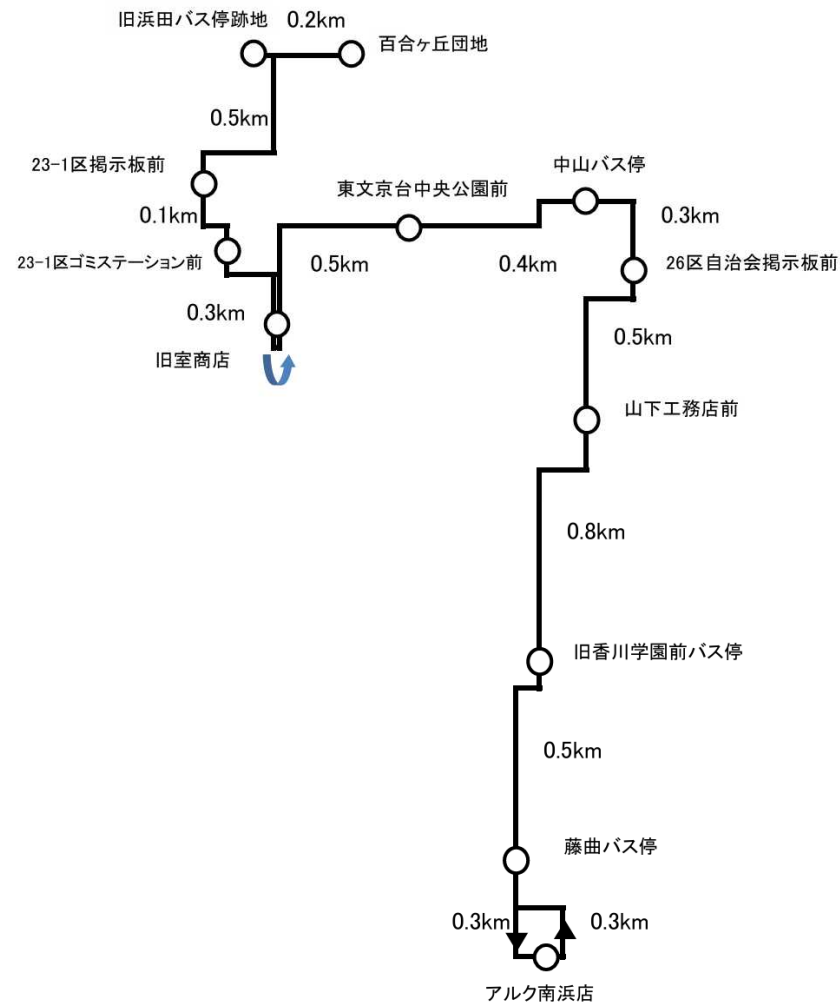 旧浜田バス停跡地
0.2km
百合ヶ丘団地
0.5km
23-1区掲示板前
中山バス停
東文京台中央公園前
0.1km
0.3km
23-1区ゴミステーション前
0.5km
0.4km
26区自治会掲示板前
0.3km
0.5km
旧室商店
山下工務店前
0.8km
旧香川学園前バス停
0.5km
藤曲バス停
0.3km
0.3km
アルク南浜店